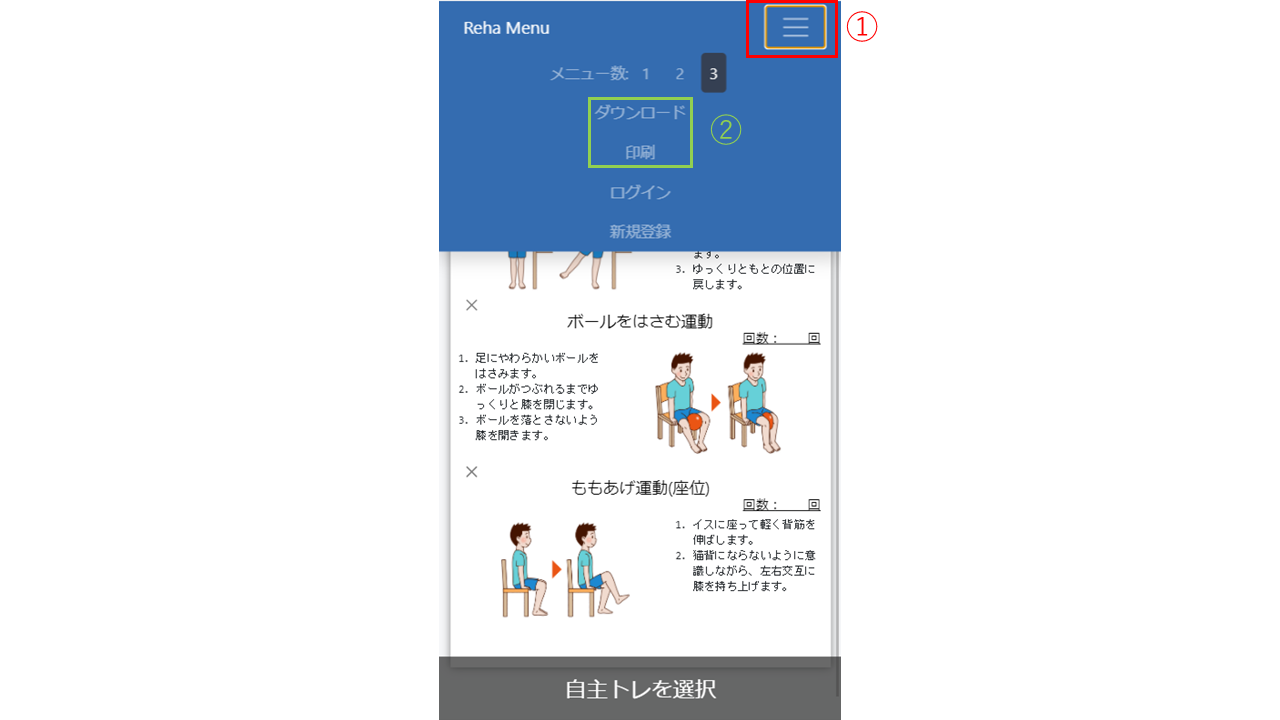 Reha Menu
①
メニュー数: 1 2 3
ダウンロード
②
印刷
ログイン
新規登録
ます。
3. ゆっくりともとの位置に
戻します。
×
ボールをはさむ運動
回数： 回
1. 足にやわらかいボールを
はさみます。
2. ボールがつぶれるまでゆ
っくりと膝を閉じます。
3. ボールを落とさないよう
膝を開きます。
×
ももあげ運動(座位)
回数： 回
1. イスに座って軽く背筋を
伸ばします。
2. 猫背にならないように意
識しながら、左右交互に
膝を持ち上げます。
自主トレを選択